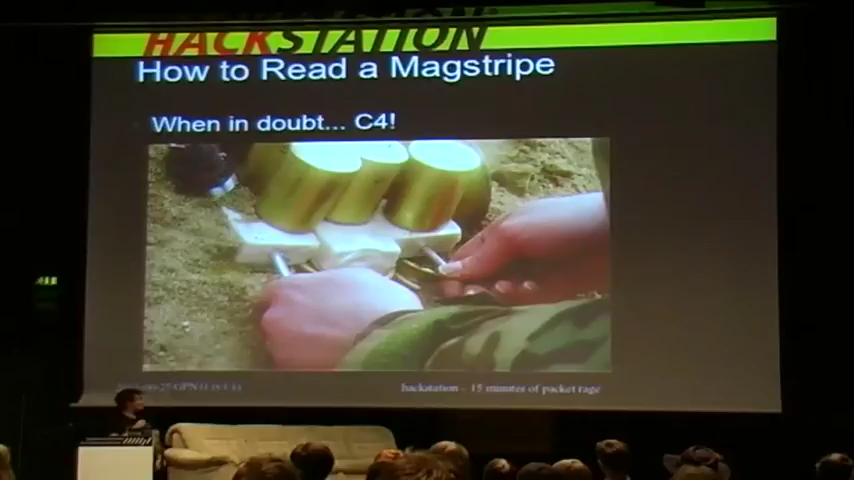 HACKSTATION
How to Read a Magstripe
When in doubt... C4!
hackstation - 15 minutes of packet rage